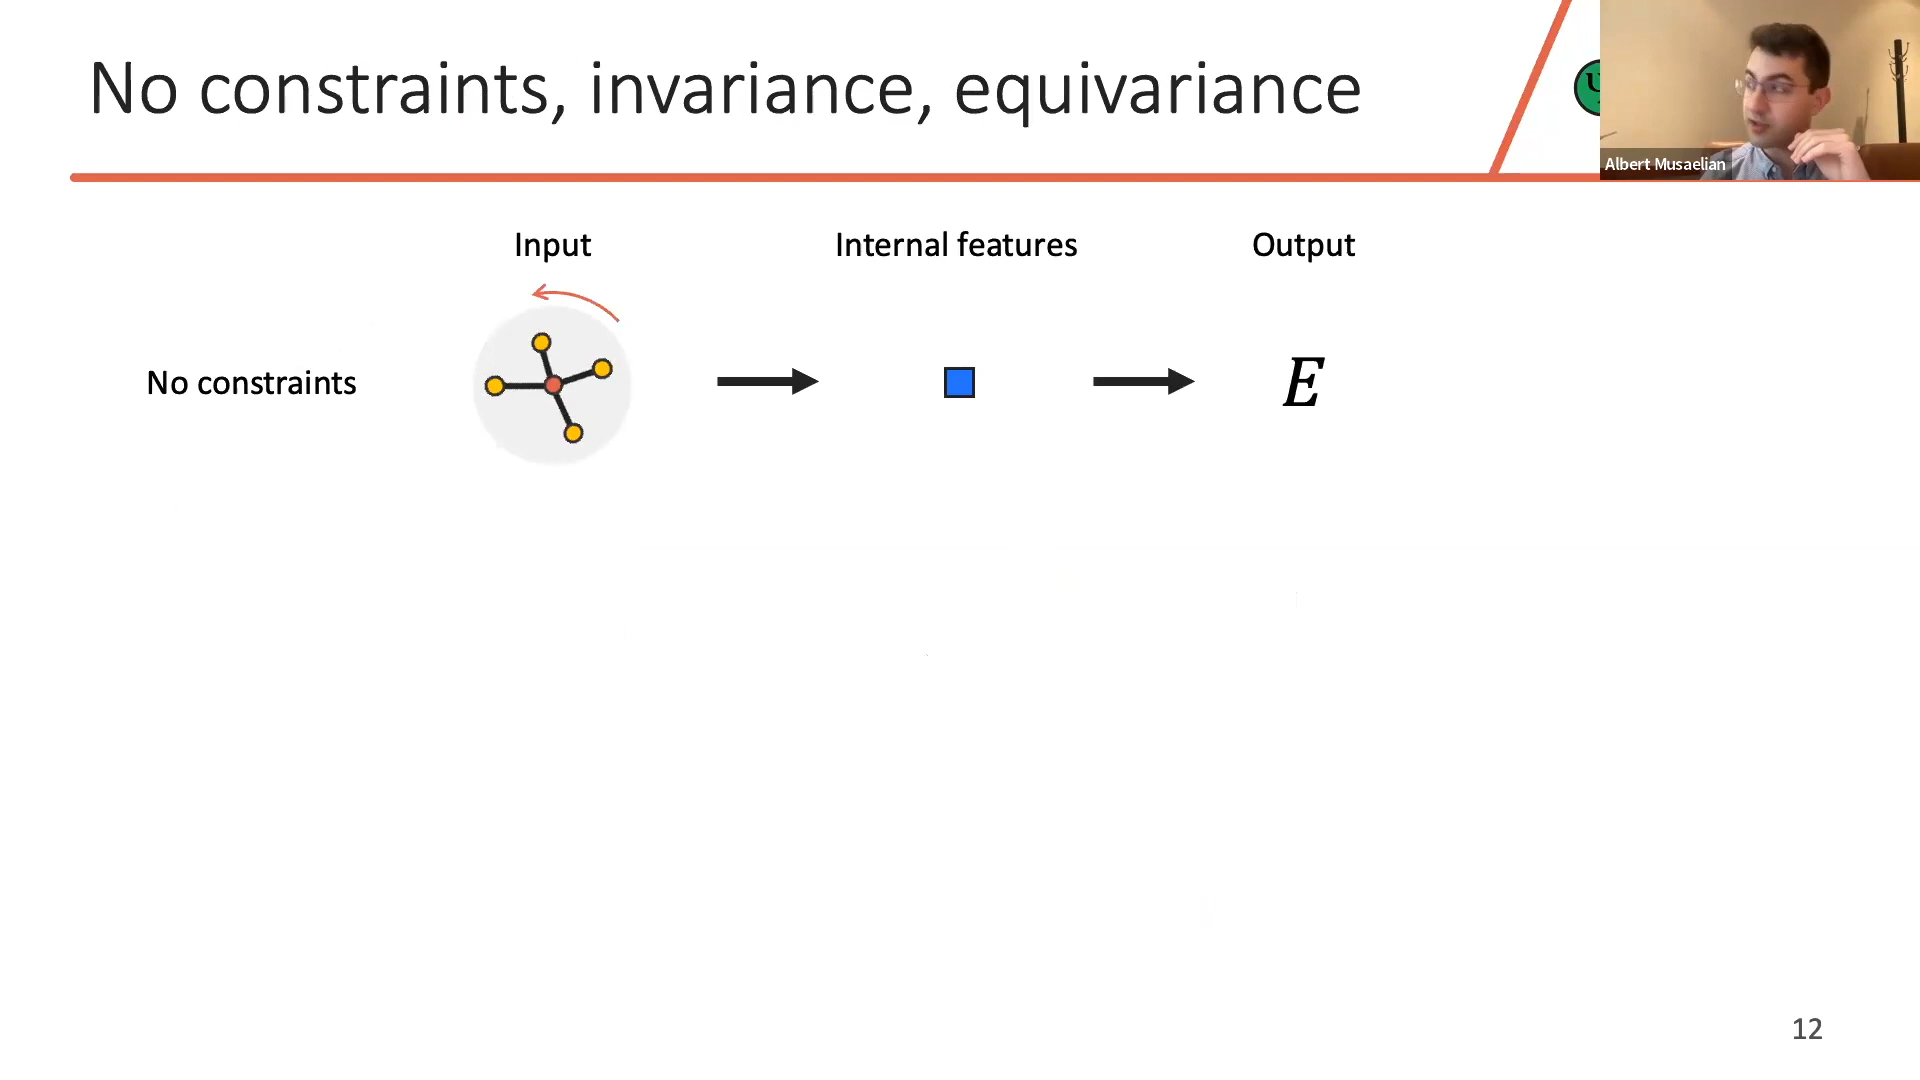 No constraints, invariance, equivariance
Albert Musaelian
Input
Internal features
Output
No constraints
E
12